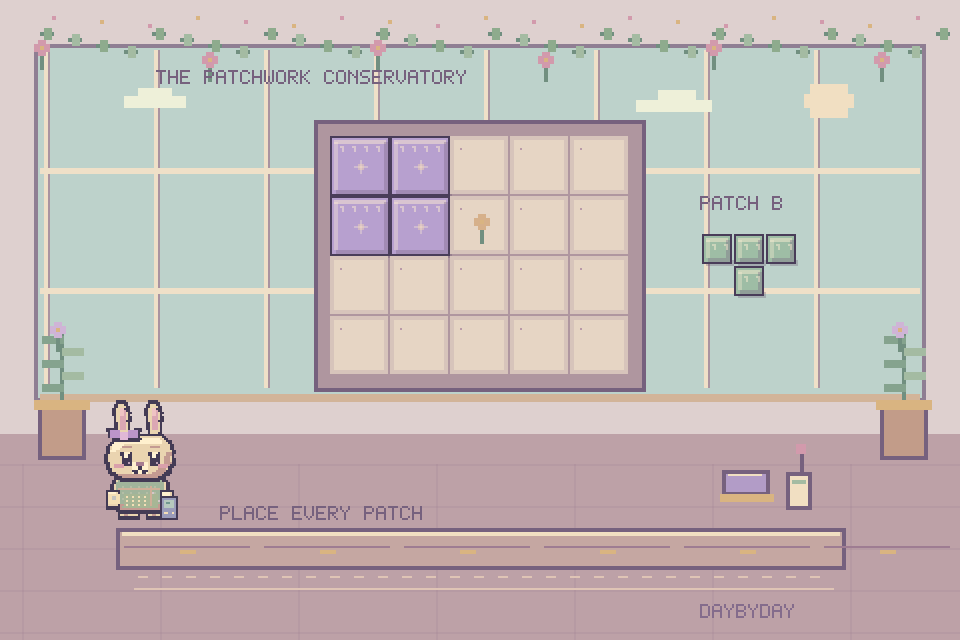 THE PATCHWORK CONSERVATORY
PATCH B
PLACE EVERY PATCH
DAYBYDAY